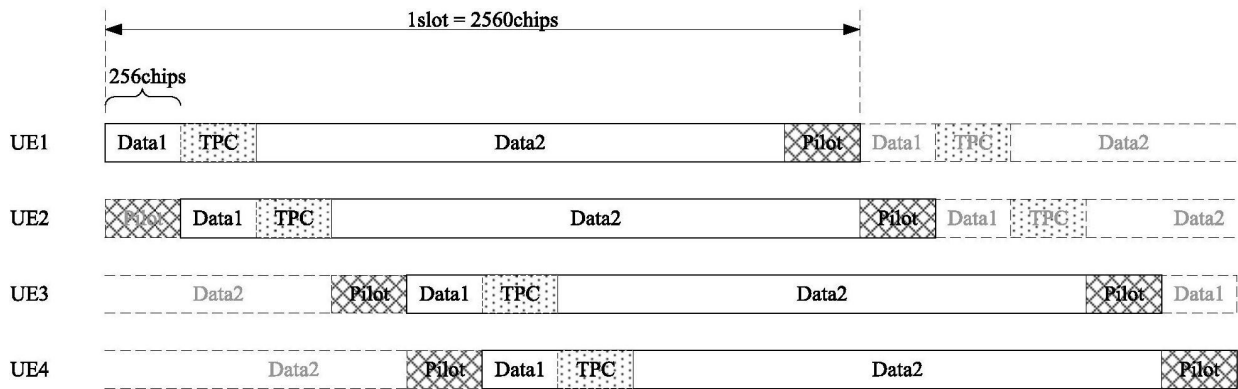 1slot = 2560chips
256chips
UE1 Data1 TPC Data2 Pilot Data1 TPC Data2
UE2 Pilot Data1 TPC Data2 Pilot Data1 TPC Data2
UE3 Data2 Pilot Data1 TPC Data2 Pilot Data1
UE4 Data2 Pilot Data1 TPC Data2 Pilot